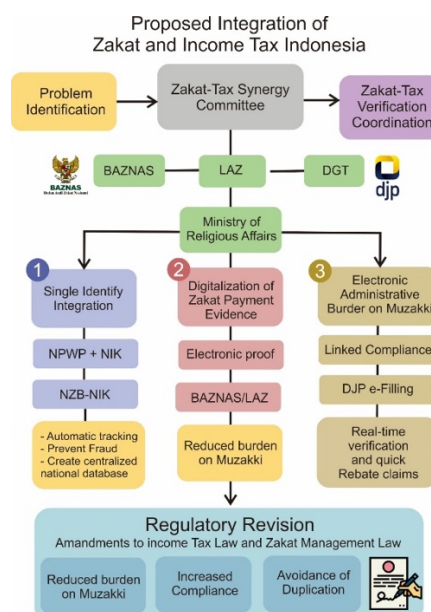 Proposed Integration of
Zakat and Income Tax Indonesia
Problem
Identification
Zakat-Tax Synergy
Committee
Zakat-Tax
Verification
Coordination
BAZNAS
BAZNAS
LAZ
DGT
djp
Ministry of
Religious Affairs
1
Single Identify
Integration
NPWP + NIK
NZB-NIK
- Automatic tracking
- Prevent Fraud
- Create centralized
national database
2
Digitalization of
Zakat Payment
Evidence
Electronic proof
BAZNAS/LAZ
Reduced burden
on Muzakki
3
Electronic
Administrative
Burder on Muzakki
Linked Compliance
DJP e-Filling
Real-time
verification
and quick
Rebate claims
Regulatory Revision
Amandments to income Tax Law and Zakat Management Law
Reduced burden
on Muzakki
Increased
Compliance
Avoidance of
Duplication